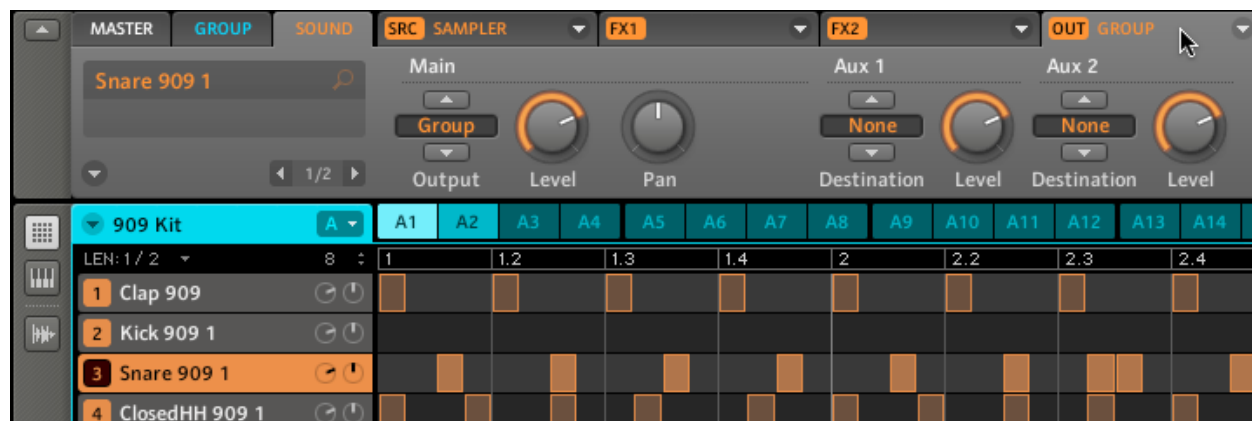 MASTER GROUP SOUND SRC SAMPLER FX1 FX2 OUT GROUP
Main Aux 1 Aux 2
Snare 909 1
Group None None
1/2 Output Level Pan Destination Level Destination Level
909 Kit A A1 A2 A3 A4 A5 A6 A7 A8 A9 A10 A11 A12 A13 A14
LEN: 1 / 2 8 1 1.2 1.3 1.4 2 2.2 2.3 2.4
1 Clap 909
2 Kick 909 1
3 Snare 909 1
4 ClosedHH 909 1